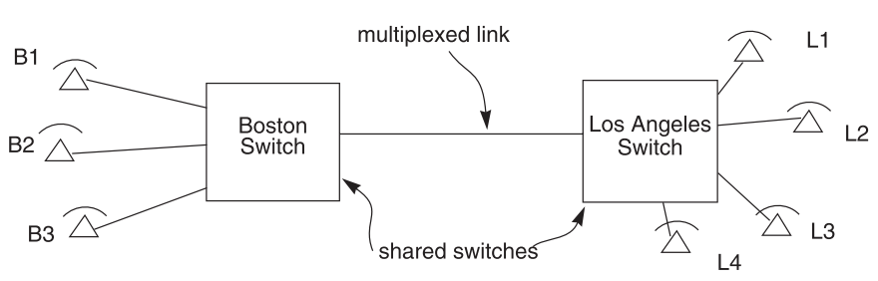 multiplexed link
B1
L1
Boston
Switch
Los Angeles
Switch
B2
L2
B3
L3
shared switches
L4